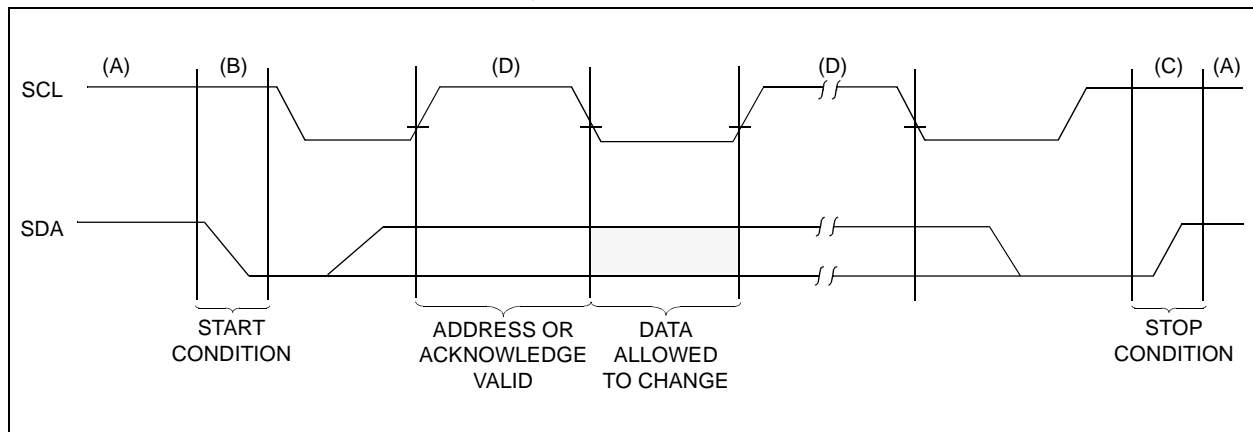 (A) (B) (D) (D) (C) (A)
SCL
SDA
START
CONDITION
ADDRESS OR
ACKNOWLEDGE
VALID
DATA
ALLOWED
TO CHANGE
STOP
CONDITION